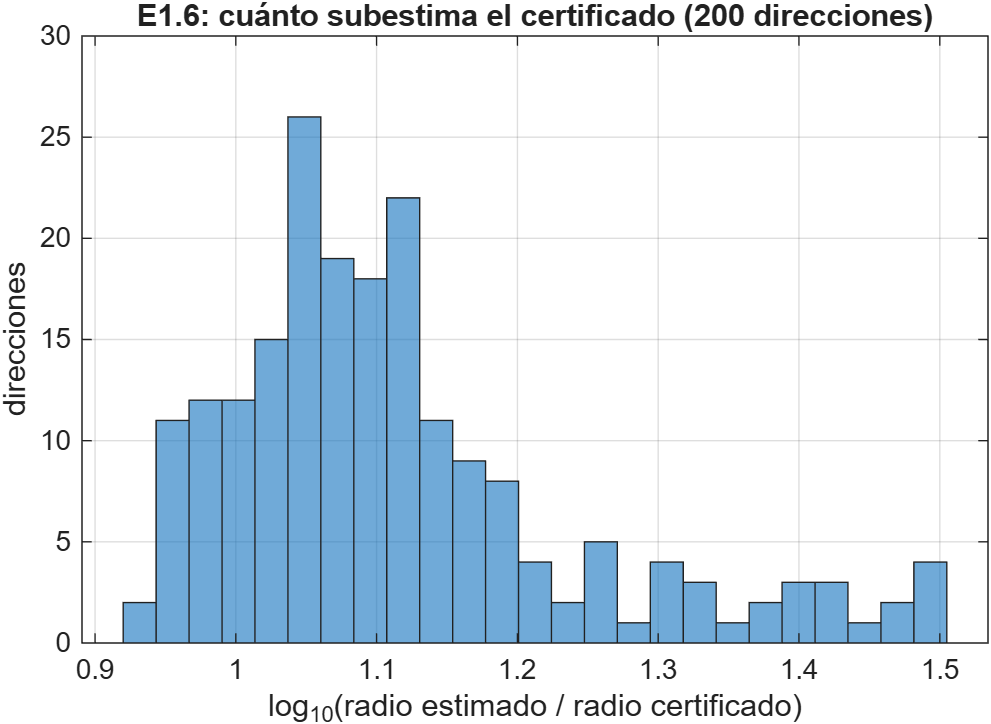 E1.6: cuánto subestima el certificado (200 direcciones)
30
25
20
15
10
5
0
direcciones
0.9 1 1.1 1.2 1.3 1.4 1.5
log₁₀(radio estimado / radio certificado)